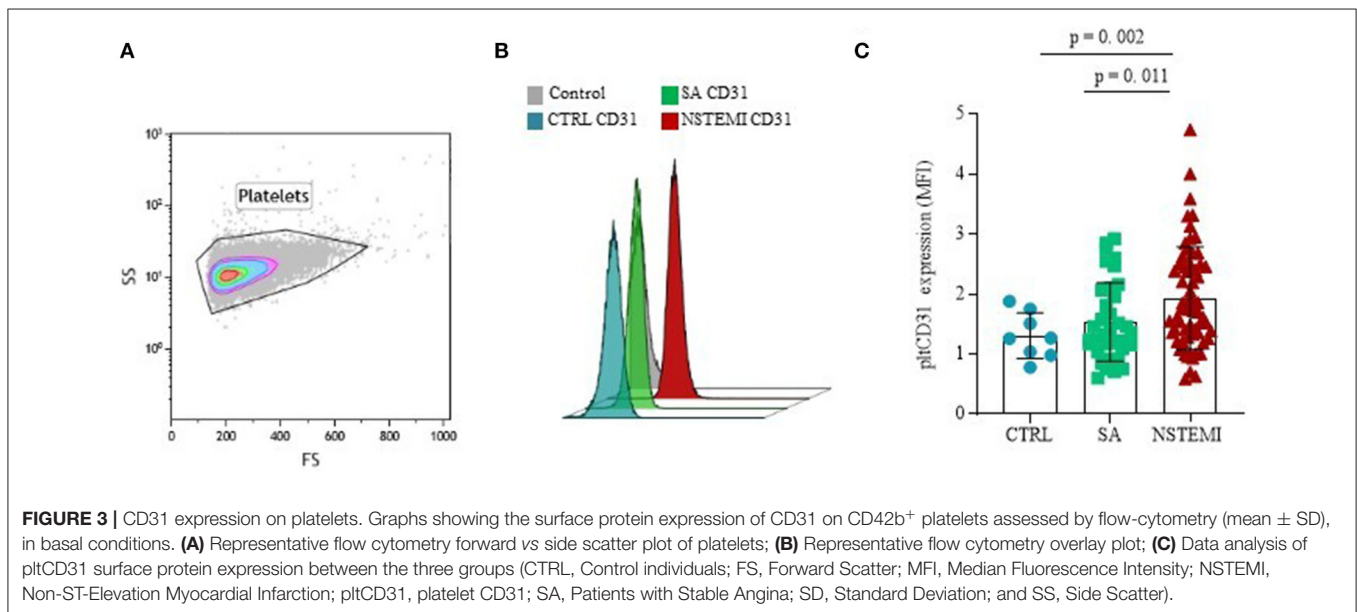 A
10³
10²
10¹
10⁰
SS
Platelets
0 200 400 600 800 1000
FS
B
Control SA CD31
CTRL CD31 NSTEMI CD31
C
p = 0.002
p = 0.011
pltCD31 expression (MFI)
5
4
3
2
1
0
CTRL SA NSTEMI
FIGURE 3 | CD31 expression on platelets. Graphs showing the surface protein expression of CD31 on CD42b⁺ platelets assessed by flow-cytometry (mean ± SD),
in basal conditions. (A) Representative flow cytometry forward vs side scatter plot of platelets; (B) Representative flow cytometry overlay plot; (C) Data analysis of
pltCD31 surface protein expression between the three groups (CTRL, Control individuals; FS, Forward Scatter; MFI, Median Fluorescence Intensity; NSTEMI,
Non-ST-Elevation Myocardial Infarction; pltCD31, platelet CD31; SA, Patients with Stable Angina; SD, Standard Deviation; and SS, Side Scatter).